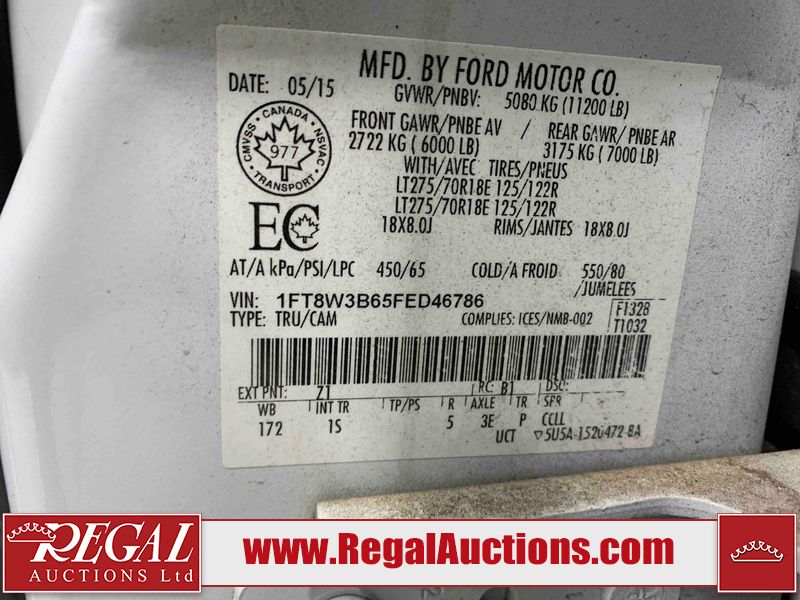 MFD. BY FORD MOTOR CO.
DATE: 05/15
GVWR/PNBV: 5080 KG (11200 LB)
FRONT GAWR/PNBE AV / REAR GAWR/ PNBE AR
2722 KG ( 6000 LB) 3175 KG ( 7000 LB)
WITH/AVEC TIRES/PNEUS
LT275/70R18E 125/122R
LT275/70R18E 125/122R
18X8.0J RIMS/JANTES 18X8.0J
CANADA
CMVSS NSVAC
977
TRANSPORT
EC
AT/A kPa/PSI/LPC 450/65 COLD/A FROID 550/80
/JUMELEES
VIN: 1FT8W3B65FED46786
F1328
TYPE: TRU/CAM COMPLIES: ICES/NMB-002
T1032
EXT PNT: Z1 RC: B1 DSO:
WB INT TR TP/PS R AXLE TR SPR
172 1S 5 3E P CCLL
UCT ▽5U5A-1520472-BA
REGAL
AUCTIONS Ltd
www.RegalAuctions.com